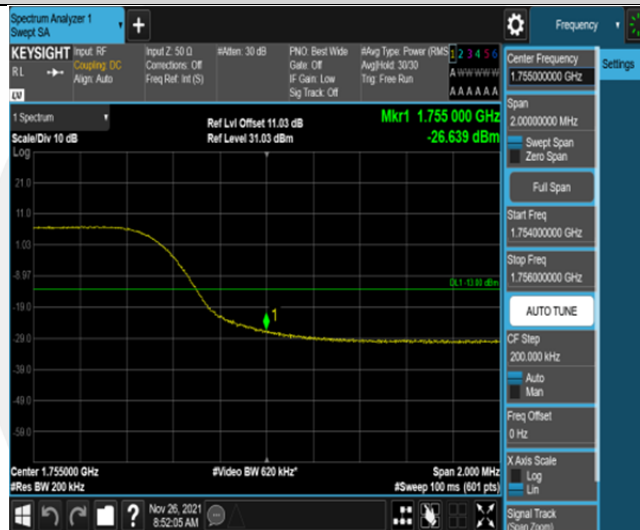 Spectrum Analyzer 1
Swept SA
Frequency
KEYSIGHT
RL
Input: RF
Coupling: DC
Align: Auto
Input Z: 50 Ω
Corrections: Off
Freq Ref: Int (S)
#Atten: 30 dB
PNO: Best Wide
Gate: Off
IF Gain: Low
Sig Track: Off
#Avg Type: Power (RMS
Avg|Hold: 30/30
Trig: Free Run
1 2 3 4 5 6
A W W W W W
A A A A A A
1 Spectrum
Scale/Div 10 dB
Log
Ref Lvl Offset 11.03 dB
Ref Level 31.03 dBm
Mkr1 1.755 000 GHz
-26.639 dBm
21.0
11.0
1.03
-8.97
-19.0
-29.0
-39.0
-49.0
-59.0
DL1 -13.00 dBm
1
Center 1.755000 GHz
#Res BW 200 kHz
#Video BW 620 kHz*
Span 2.000 MHz
#Sweep 100 ms (601 pts)
Center Frequency
1.755000000 GHz
Settings
Span
2.00000000 MHz
Swept Span
Zero Span
Full Span
Start Freq
1.754000000 GHz
Stop Freq
1.756000000 GHz
AUTO TUNE
CF Step
200.000 kHz
Auto
Man
Freq Offset
0 Hz
X Axis Scale
Log
Lin
Signal Track
(Span Zoom)
?
Nov 26, 2021
8:52:05 AM